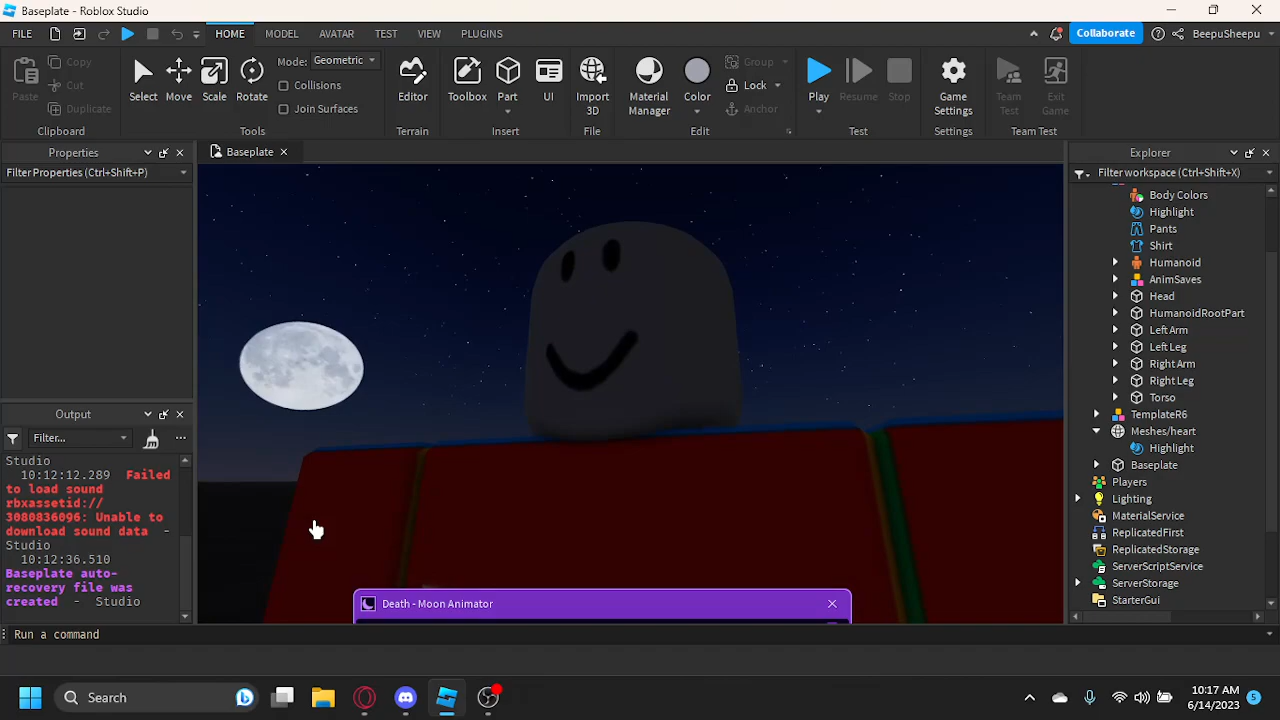 Baseplate - Roblox Studio
FILE HOME MODEL AVATAR TEST VIEW PLUGINS Collaborate BeepuSheepu
Paste Copy Cut Duplicate Select Move Scale Rotate Mode: Geometric Collisions Join Surfaces Editor Toolbox Part UI Import 3D Material Manager Color Group Lock Anchor Play Resume Stop Game Settings Team Test Exit Game
Clipboard Tools Terrain Insert File Edit Test Settings Team Test
Properties
Filter Properties (Ctrl+Shift+P)
Baseplate
Explorer
Filter workspace (Ctrl+Shift+X)
Body Colors
Highlight
Pants
Shirt
Humanoid
AnimSaves
Head
HumanoidRootPart
Left Arm
Left Leg
Right Arm
Right Leg
Torso
TemplateR6
Meshes/heart
Highlight
Baseplate
Players
Lighting
MaterialService
ReplicatedFirst
ReplicatedStorage
ServerScriptService
ServerStorage
StarterGui
Output
Filter...
Studio
10:12:12.289 Failed
to load sound
rbxassetid://
3080836096: Unable to
download sound data -
Studio
10:12:36.510
Baseplate auto-
recovery file was
created - Studio
Death - Moon Animator
Run a command
Search
10:17 AM
6/14/2023
5